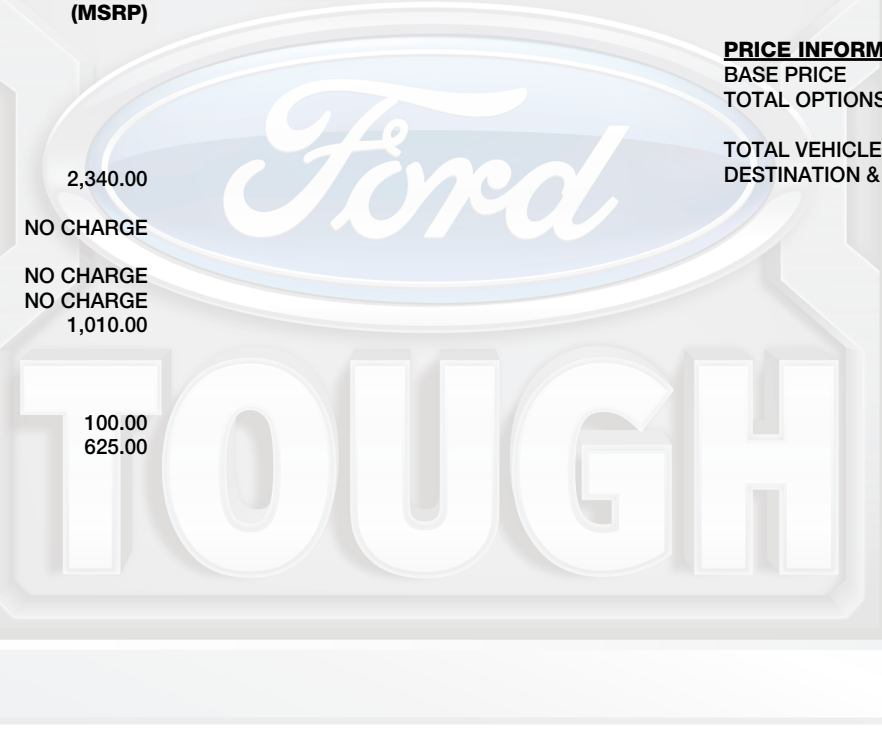 (MSRP)
2,340.00
NO CHARGE
NO CHARGE
NO CHARGE
1,010.00
100.00
625.00
PRICE INFORM
BASE PRICE
TOTAL OPTIONS
TOTAL VEHICLE
DESTINATION &
Ford
TOUGH